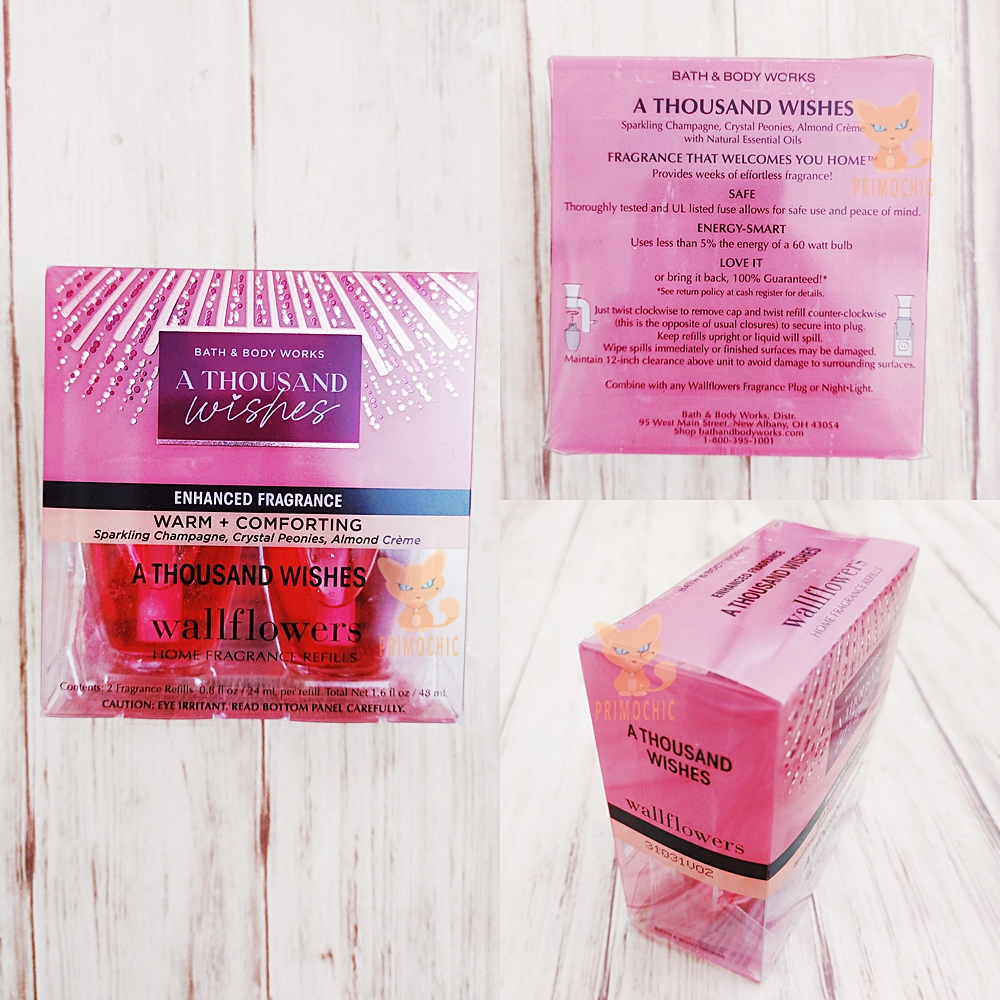 BATH & BODY WORKS
A THOUSAND
wishes
ENHANCED FRAGRANCE
WARM + COMFORTING
Sparkling Champagne, Crystal Peonies, Almond Crème
A THOUSAND WISHES
wallflowers
HOME FRAGRANCE REFILLS
Contents: 2 Fragrance Refills 0.8 fl oz / 24 mL per refill. Total Net 1.6 fl oz / 48 mL
CAUTION: EYE IRRITANT. READ BOTTOM PANEL CAREFULLY.
PRIMOCHIC
BATH & BODY WORKS
A THOUSAND WISHES
Sparkling Champagne, Crystal Peonies, Almond Crème
with Natural Essential Oils
FRAGRANCE THAT WELCOMES YOU HOME™
Provides weeks of effortless fragrance!
SAFE
Thoroughly tested and UL listed fuse allows for safe use and peace of mind.
ENERGY-SMART
Uses less than 5% the energy of a 60 watt bulb
LOVE IT
or bring it back, 100% Guaranteed!*
*See return policy at cash register for details.
Just twist clockwise to remove cap and twist refill counter-clockwise
(this is the opposite of usual closures) to secure into plug.
Keep refills upright or liquid will spill.
Wipe spills immediately or finished surfaces may be damaged.
Maintain 12-inch clearance above unit to avoid damage to surrounding surfaces.
Combine with any Wallflowers Fragrance Plug or Night•Light.
Bath & Body Works, Distr.
95 West Main Street, New Albany, OH 43054
Shop bathandbodyworks.com
1-800-395-1001
PRIMOCHIC
BATH & BODY WORKS
ENHANCED FRAGRANCE
A THOUSAND WISHES
wallflowers
HOME FRAGRANCE REFILLS
PRIMOCHIC
A THOUSAND
WISHES
wallflowers
31031V02
BATH & BODY WORKS